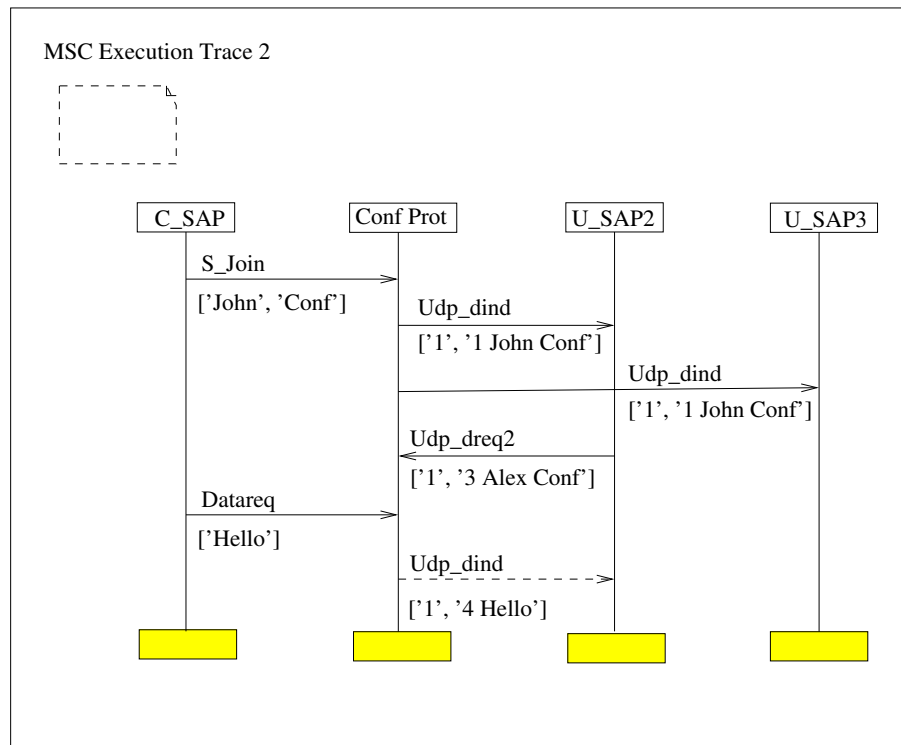 MSC Execution Trace 2
C_SAP
Conf Prot
U_SAP2
U_SAP3
S_Join
['John', 'Conf']
Udp_dind
['1', '1 John Conf']
Udp_dind
['1', '1 John Conf']
Udp_dreq2
['1', '3 Alex Conf']
Datareq
['Hello']
Udp_dind
['1', '4 Hello']